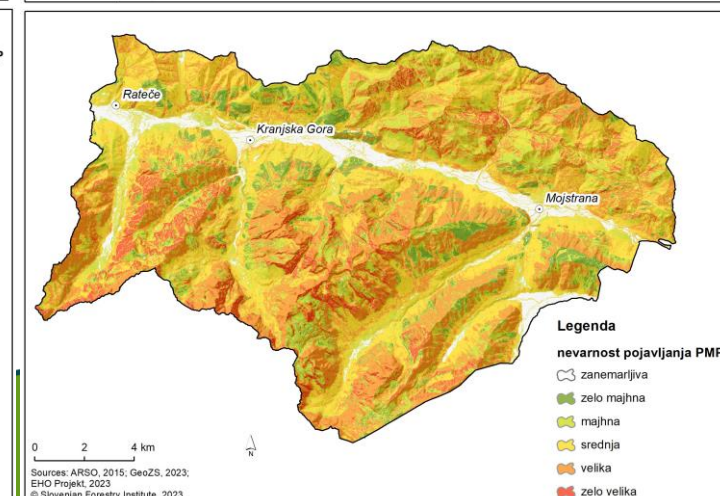 Rateče
Kranjska Gora
Mojstrana
Legenda
nevarnost pojavljanja PMP
zanemarljiva
zelo majhna
majhna
srednja
velika
zelo velika
0 2 4 km
N
Sources: ARSO, 2015; GeoZS, 2023;
EHO Projekt, 2023
© Slovenian Forestry Institute, 2023